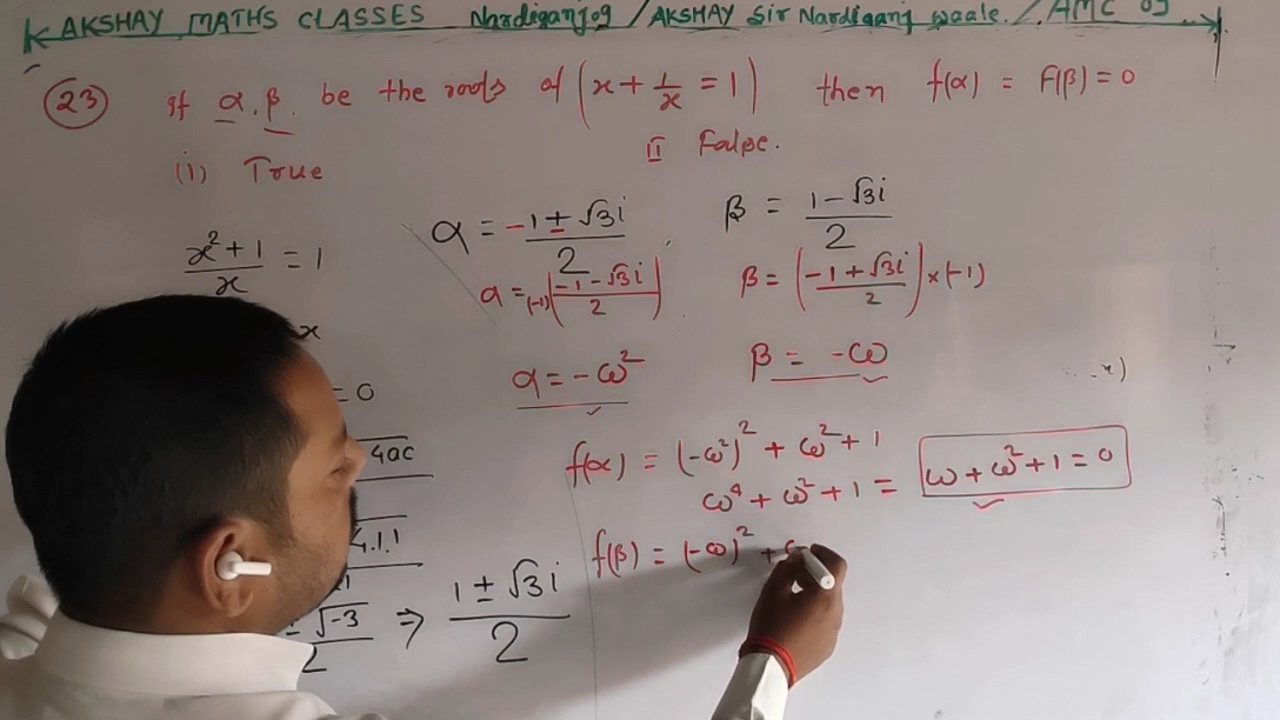 AKSHAY MATHS CLASSES Nardiganjog / AKSHAY Sir Nardiganj waale. / AMC 09
(23) If α, β, be the roots of (x + 1/x = 1) then f(α) = F(β) = 0
(i) True II False.
(x² + 1)/x = 1
x
= 0
4ac
4.1.1
√-3 / 2 ⇒ (1 ± √3i)/2
α = (-1 ± √3i)/2 β = (1 - √3i)/2
α = (-1)((-1 - √3i)/2) β = ((-1 + √3i)/2) × (-1)
α = -ω² β = -ω
f(α) = (-ω²)² + ω² + 1
ω⁴ + ω² + 1 = ω + ω² + 1 = 0
f(β) = (-ω)² +